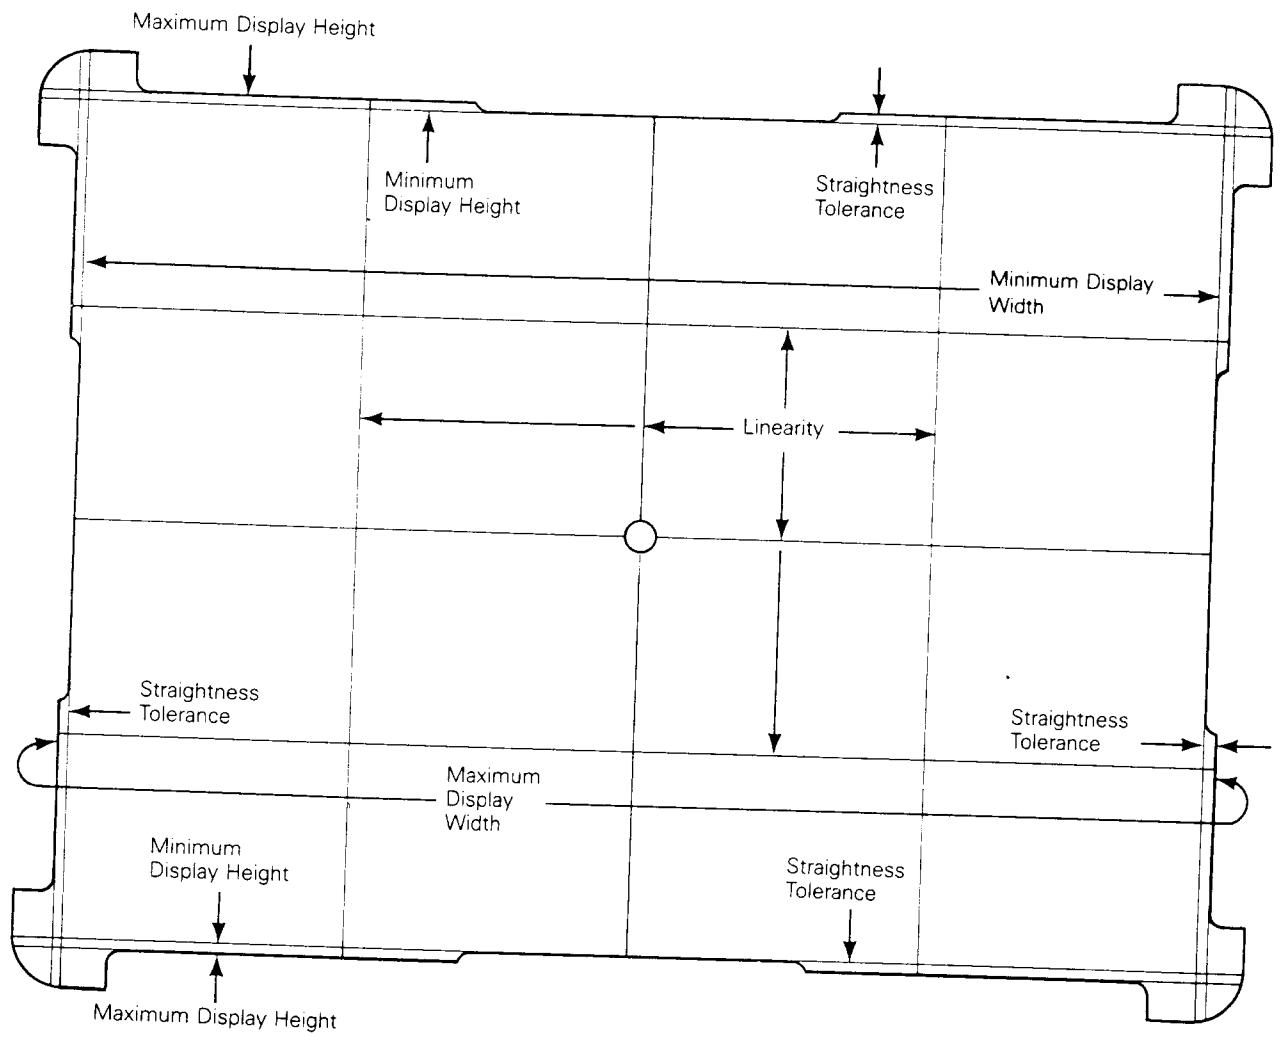 Maximum Display Height
Minimum
Display Height
Straightness
Tolerance
Minimum Display
Width
Linearity
Straightness
Tolerance
Straightness
Tolerance
Maximum
Display
Width
Minimum
Display Height
Straightness
Tolerance
Maximum Display Height